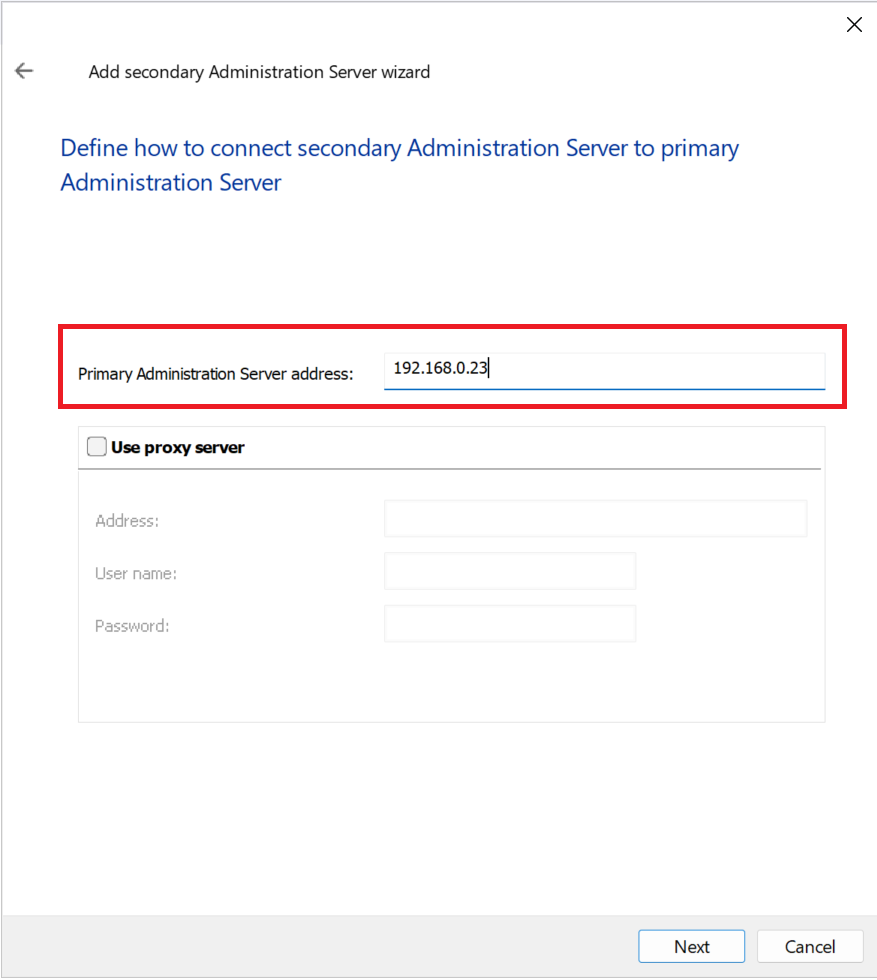 Add secondary Administration Server wizard
Define how to connect secondary Administration Server to primary
Administration Server
Primary Administration Server address:
192.168.0.23
Use proxy server
Address:
User name:
Password:
Next
Cancel